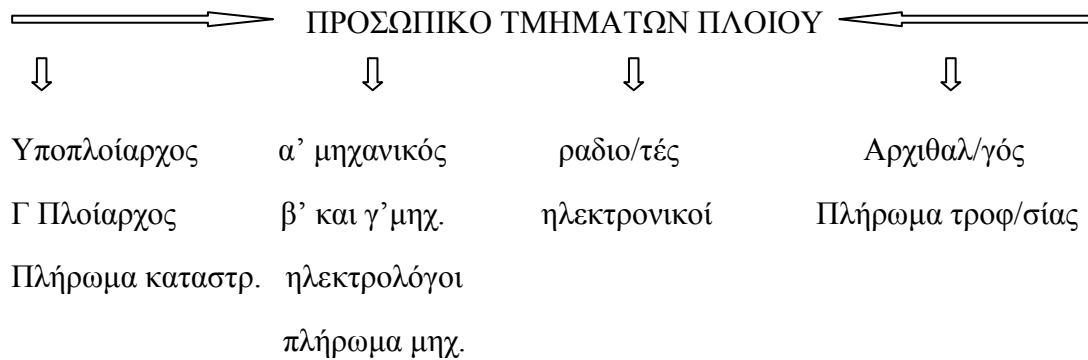 ΠΡΟΣΩΠΙΚΟ ΤΜΗΜΑΤΩΝ ΠΛΟΙΟΥ
Υποπλοίαρχος α’ μηχανικός ραδιο/τές Αρχιθαλ/γός
Γ Πλοίαρχος β’ και γ’μηχ. ηλεκτρονικοί Πλήρωμα τροφ/σίας
Πλήρωμα καταστρ. ηλεκτρολόγοι
πλήρωμα μηχ.